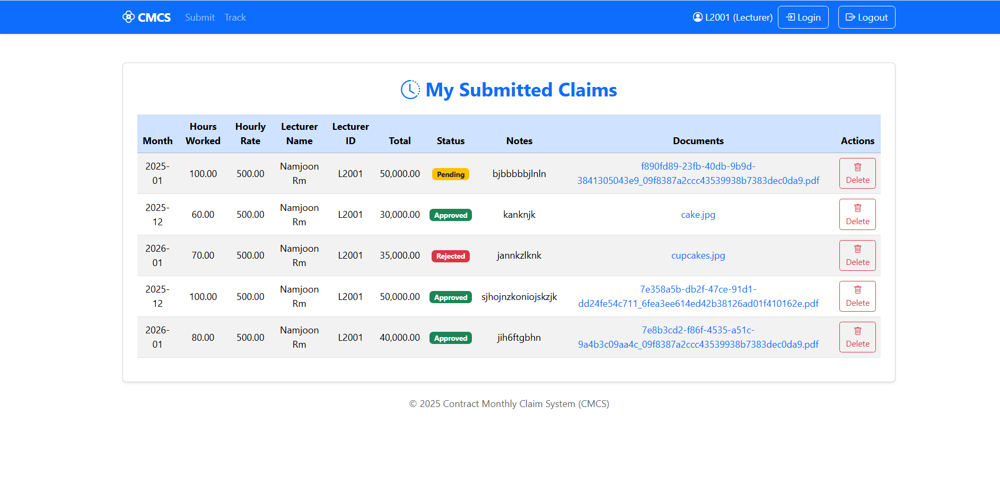 CMCS Submit Track L2001 (Lecturer) Login Logout
My Submitted Claims
Month Hours Worked Hourly Rate Lecturer Name Lecturer ID Total Status Notes Documents Actions
2025-01 100.00 500.00 Namjoon Rm L2001 50,000.00 Pending bjbbbbbjlnln f890fd89-23fb-40db-9b9d-3841305043e9_09f8387a2ccc43539938b7383dec0da9.pdf Delete
2025-12 60.00 500.00 Namjoon Rm L2001 30,000.00 Approved kanknjk cake.jpg Delete
2026-01 70.00 500.00 Namjoon Rm L2001 35,000.00 Rejected jannkzlknk cupcakes.jpg Delete
2025-12 100.00 500.00 Namjoon Rm L2001 50,000.00 Approved sjhojnzkoniojskzjk 7e358a5b-db2f-47ce-91d1-dd24fe54c711_6fea3ee614ed42b38126ad01f410162e.pdf Delete
2026-01 80.00 500.00 Namjoon Rm L2001 40,000.00 Approved jih6ftgbhn 7e8b3cd2-f86f-4535-a51c-9a4b3c09aa4c_09f8387a2ccc43539938b7383dec0da9.pdf Delete
© 2025 Contract Monthly Claim System (CMCS)